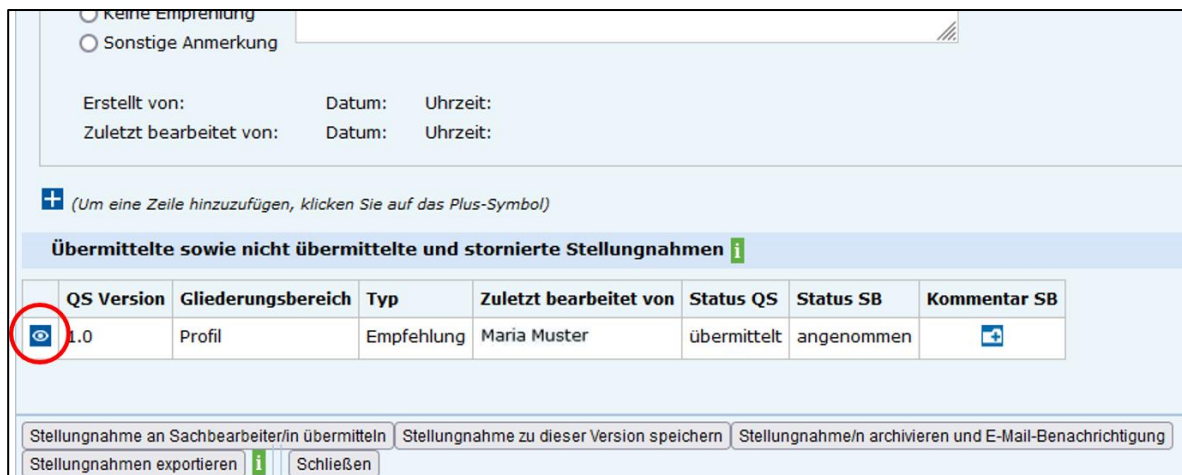 Keine Empfehlung
Sonstige Anmerkung
Erstellt von: Datum: Uhrzeit:
Zuletzt bearbeitet von: Datum: Uhrzeit:
(Um eine Zeile hinzuzufügen, klicken Sie auf das Plus-Symbol)
Übermittelte sowie nicht übermittelte und stornierte Stellungnahmen i
QS Version Gliederungsbereich Typ Zuletzt bearbeitet von Status QS Status SB Kommentar SB
1.0 Profil Empfehlung Maria Muster übermittelt angenommen
Stellungnahme an Sachbearbeiter/in übermitteln Stellungnahme zu dieser Version speichern Stellungnahme/n archivieren und E-Mail-Benachrichtigung
Stellungnahmen exportieren i Schließen